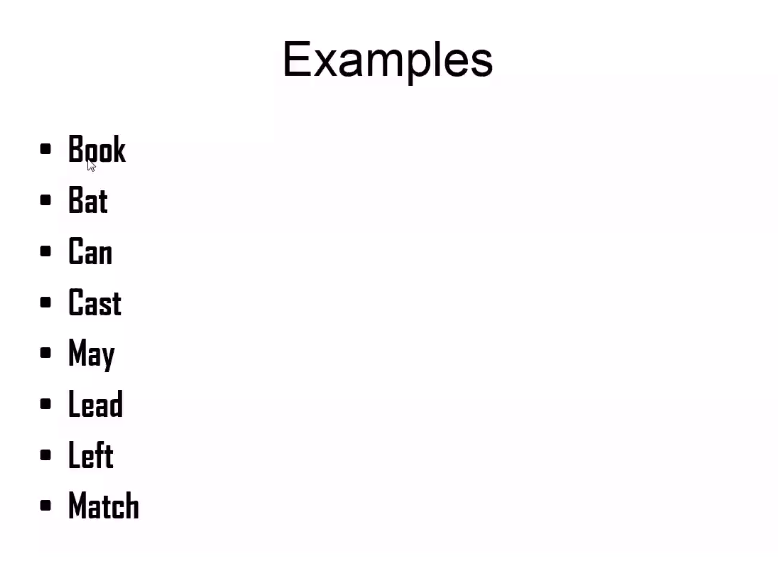 Examples
▪ Book
▪ Bat
▪ Can
▪ Cast
▪ May
▪ Lead
▪ Left
▪ Match